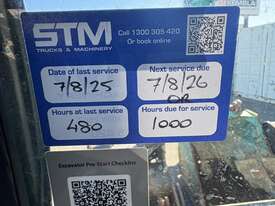 STM
TRUCKS & MACHINERY
Call 1300 305 420
Or book online
Date of last service
7/8/25
Next service due
7/8/26
OR
Hours at last service
480
Hours due for service
1000
Excavator Pre Start Checklist